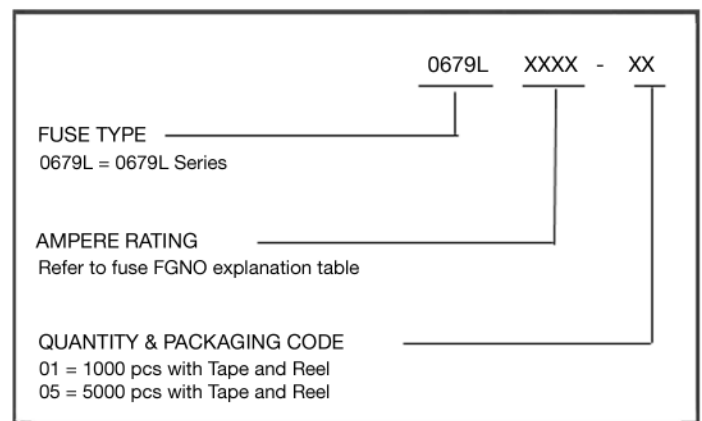 0679L XXXX - XX
FUSE TYPE
0679L = 0679L Series
AMPERE RATING
Refer to fuse FGNO explanation table
QUANTITY & PACKAGING CODE
01 = 1000 pcs with Tape and Reel
05 = 5000 pcs with Tape and Reel